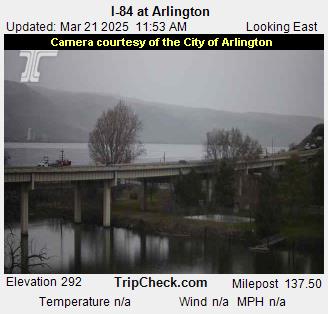 I-84 at Arlington
Updated: Mar 21 2025 11:53 AM Looking East
Camera courtesy of the City of Arlington
Elevation 292 TripCheck.com Milepost 137.50
Temperature n/a Wind n/a MPH n/a